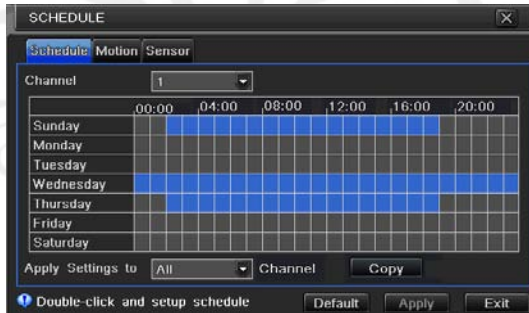 SCHEDULE
Schedule Motion Sensor
Channel 1
00:00 04:00 08:00 12:00 16:00 20:00
Sunday
Monday
Tuesday
Wednesday
Thursday
Friday
Saturday
Apply Settings to All Channel Copy
Double-click and setup schedule Default Apply Exit